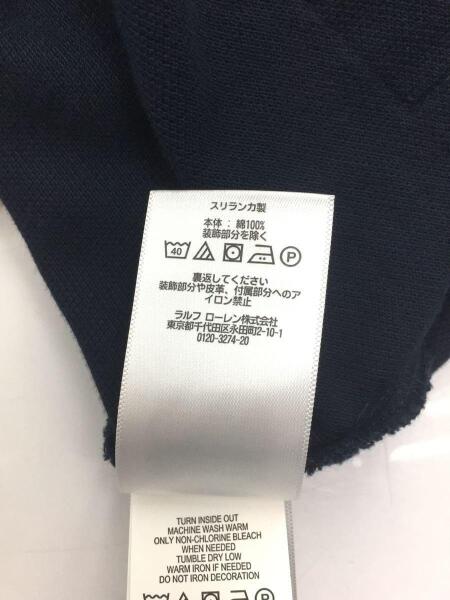 スリランカ製
本体 : 綿100%
装飾部分を除く
40 P
裏返してください
装飾部分や皮革、付属部分へのア
イロン禁止
ラルフ ローレン株式会社
東京都千代田区永田町2-10-1
0120-3274-20
TURN INSIDE OUT
MACHINE WASH WARM
ONLY NON-CHLORINE BLEACH
WHEN NEEDED
TUMBLE DRY LOW
WARM IRON IF NEEDED
DO NOT IRON DECORATION